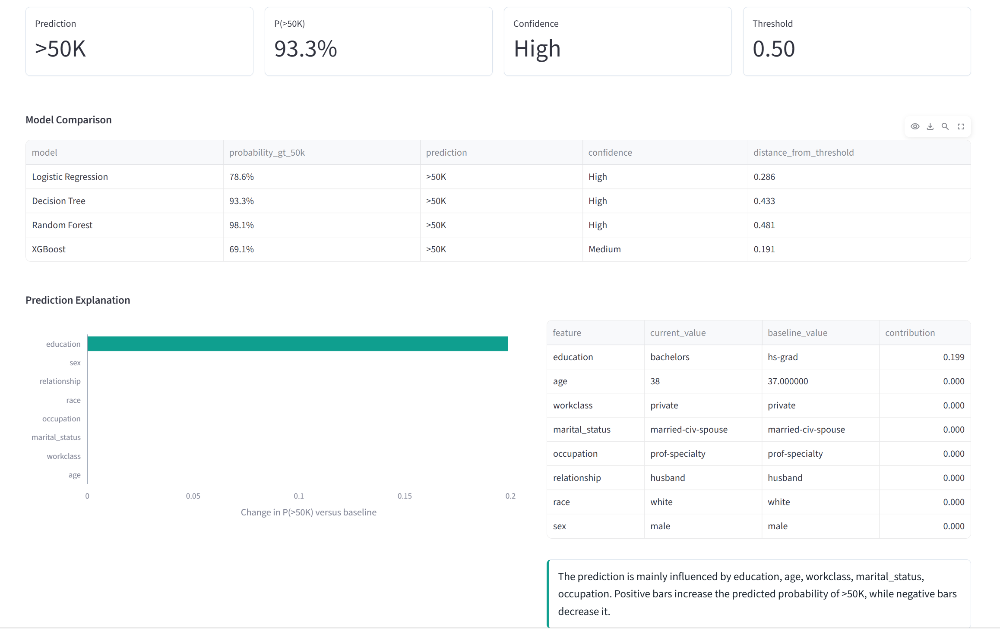 Prediction
>50K
P(>50K)
93.3%
Confidence
High
Threshold
0.50
Model Comparison
model probability_gt_50k prediction confidence distance_from_threshold
Logistic Regression 78.6% >50K High 0.286
Decision Tree 93.3% >50K High 0.433
Random Forest 98.1% >50K High 0.481
XGBoost 69.1% >50K Medium 0.191
Prediction Explanation
education
sex
relationship
race
occupation
marital_status
workclass
age
0 0.05 0.1 0.15 0.2
Change in P(>50K) versus baseline
feature current_value baseline_value contribution
education bachelors hs-grad 0.199
age 38 37.000000 0.000
workclass private private 0.000
marital_status married-civ-spouse married-civ-spouse 0.000
occupation prof-specialty prof-specialty 0.000
relationship husband husband 0.000
race white white 0.000
sex male male 0.000
The prediction is mainly influenced by education, age, workclass, marital_status,
occupation. Positive bars increase the predicted probability of >50K, while negative bars
decrease it.